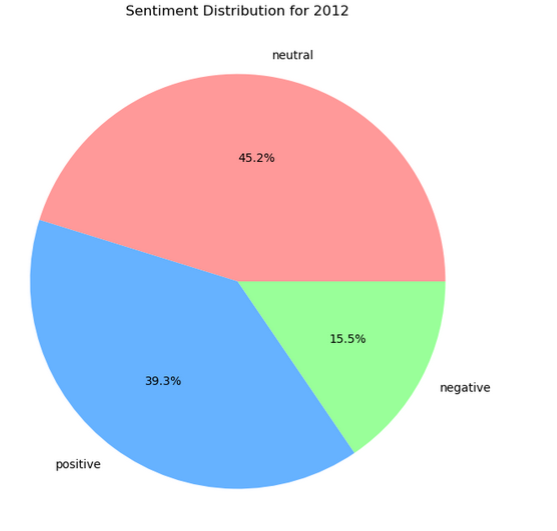 Sentiment Distribution for 2012
neutral
45.2%
15.5%
39.3%
negative
positive